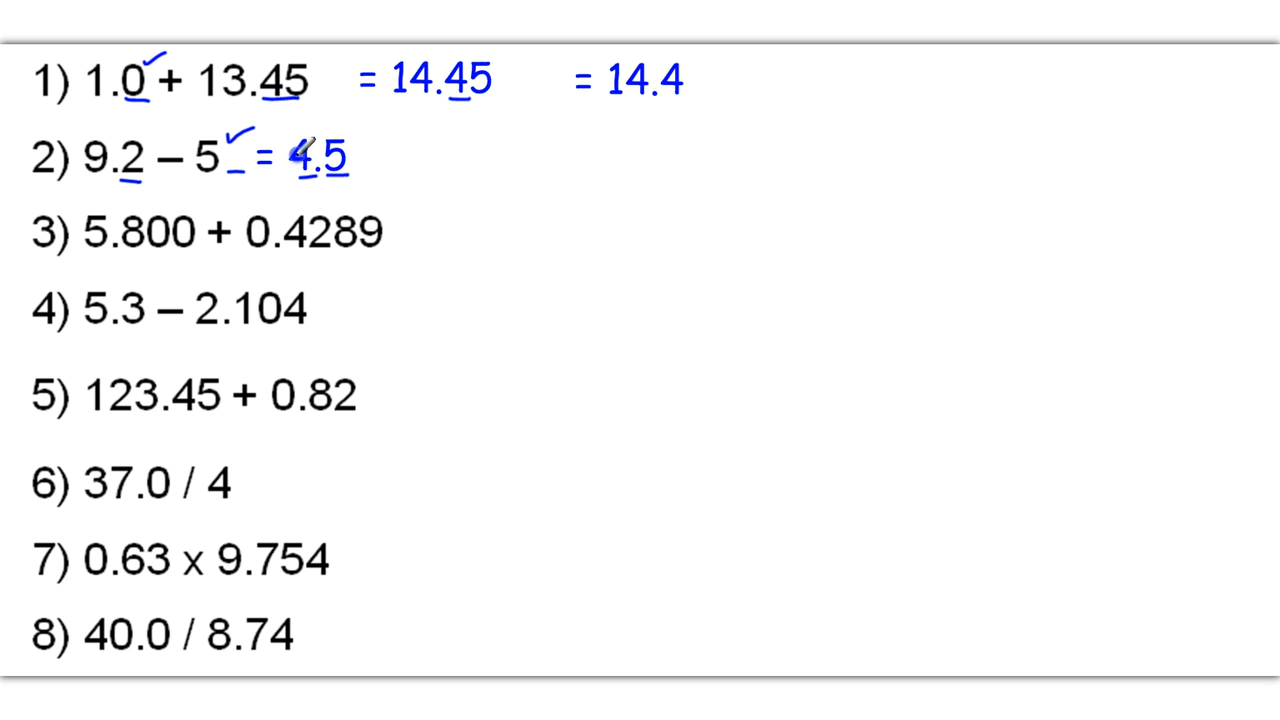 1) 1.0 + 13.45 = 14.45 = 14.4
2) 9.2 – 5 = 4.5
3) 5.800 + 0.4289
4) 5.3 – 2.104
5) 123.45 + 0.82
6) 37.0 / 4
7) 0.63 x 9.754
8) 40.0 / 8.74